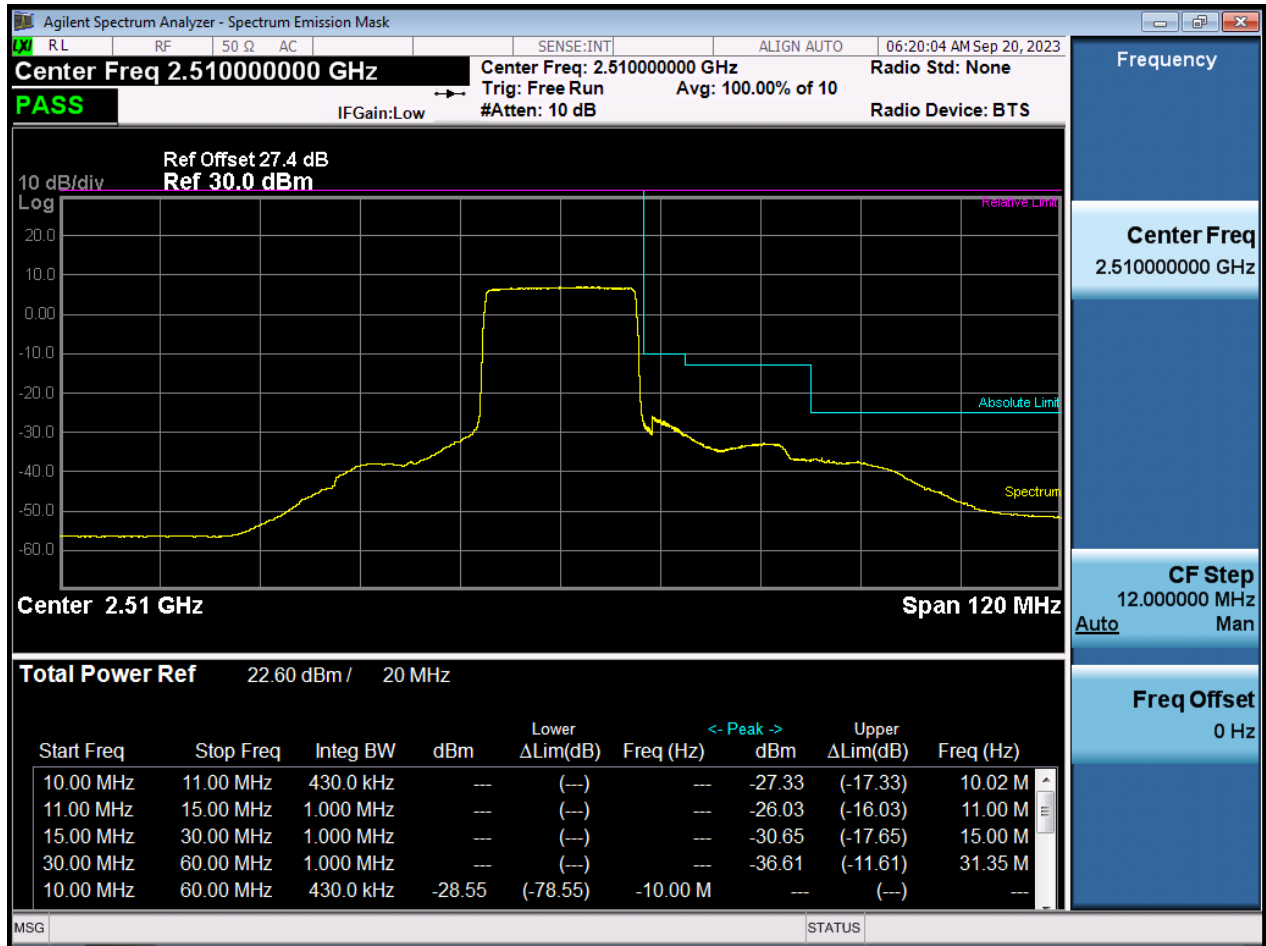 Agilent Spectrum Analyzer - Spectrum Emission Mask
LXI RL RF 50 Ω AC SENSE:INT ALIGN AUTO 06:20:04 AM Sep 20, 2023
Center Freq 2.510000000 GHz
Center Freq: 2.510000000 GHz Radio Std: None
Trig: Free Run Avg: 100.00% of 10
PASS IFGain:Low #Atten: 10 dB Radio Device: BTS
Ref Offset 27.4 dB
10 dB/div Ref 30.0 dBm
Log
Relative Limit
20.0
10.0
0.00
-10.0
-20.0
Absolute Limit
-30.0
-40.0
Spectrum
-50.0
-60.0
Center 2.51 GHz Span 120 MHz
Total Power Ref 22.60 dBm / 20 MHz
Lower <- Peak -> Upper
Start Freq Stop Freq Integ BW dBm ΔLim(dB) Freq (Hz) dBm ΔLim(dB) Freq (Hz)
10.00 MHz 11.00 MHz 430.0 kHz --- (---) --- -27.33 (-17.33) 10.02 M
11.00 MHz 15.00 MHz 1.000 MHz --- (---) --- -26.03 (-16.03) 11.00 M
15.00 MHz 30.00 MHz 1.000 MHz --- (---) --- -30.65 (-17.65) 15.00 M
30.00 MHz 60.00 MHz 1.000 MHz --- (---) --- -36.61 (-11.61) 31.35 M
10.00 MHz 60.00 MHz 430.0 kHz -28.55 (-78.55) -10.00 M --- (---) ---
MSG STATUS
Frequency
Center Freq
2.510000000 GHz
CF Step
12.000000 MHz
Auto Man
Freq Offset
0 Hz